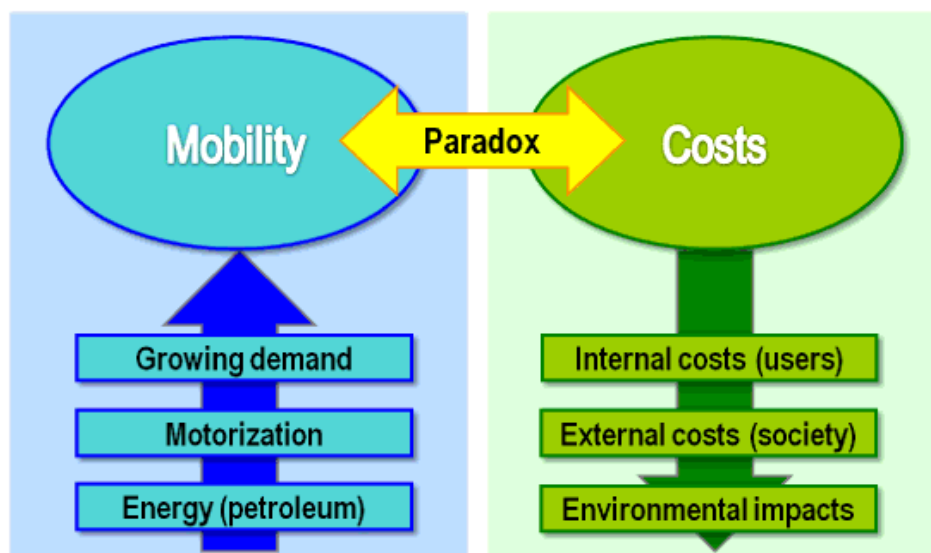 Mobility
Paradox
Costs
Growing demand
Motorization
Energy (petroleum)
Internal costs (users)
External costs (society)
Environmental impacts